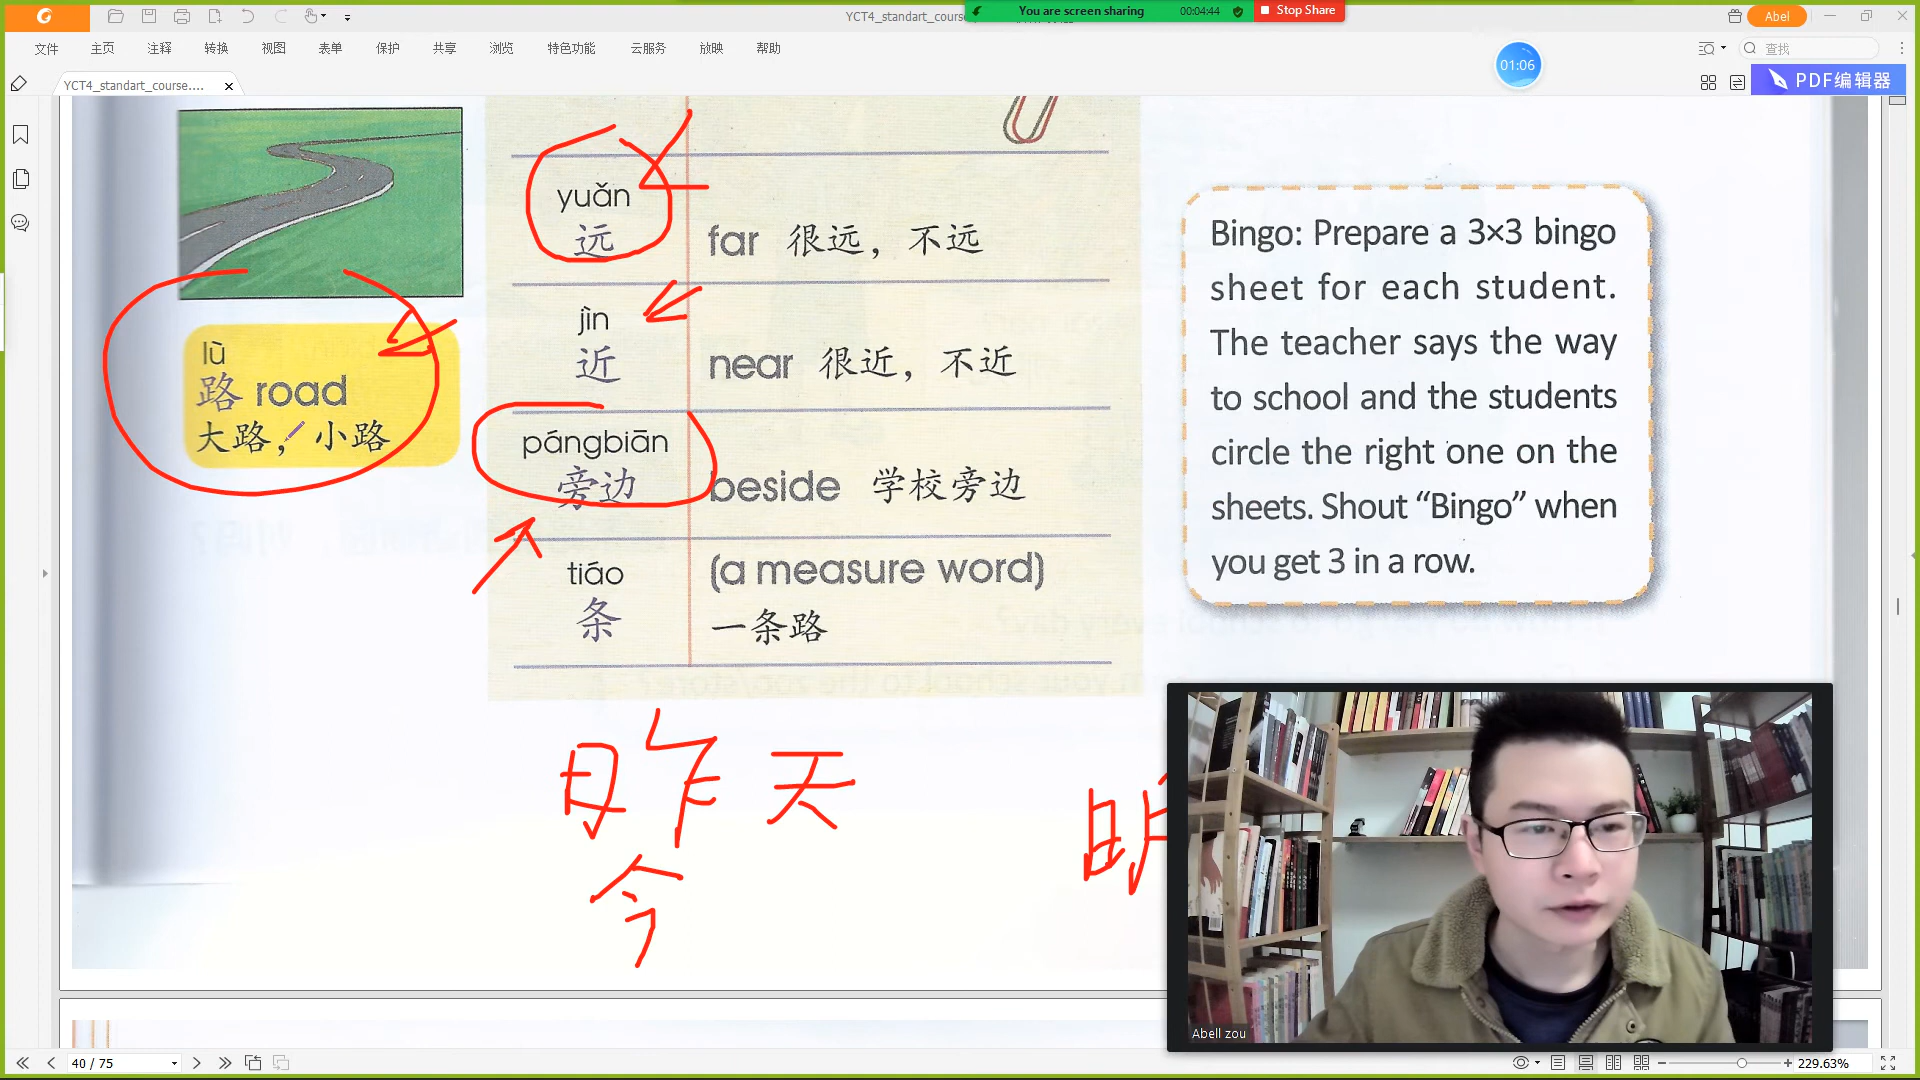 YCT4_standart_cours
You are screen sharing
00:04:44
Stop Share
Abel
文件
主页
注释
转换
视图
表单
保护
共享
浏览
特色功能
云服务
放映
帮助
01:06
查找
YCT4_standart_course....
PDF编辑器
yuǎn
远
far 很远，不远
jìn
近
near 很近，不近
lù
路 road
大路，小路
pángbiān
旁边
beside 学校旁边
tiáo
条
(a measure word)
一条路
Bingo: Prepare a 3×3 bingo
sheet for each student.
The teacher says the way
to school and the students
circle the right one on the
sheets. Shout “Bingo” when
you get 3 in a row.
昨天
明
今
Abell zou
40 / 75
229.63%